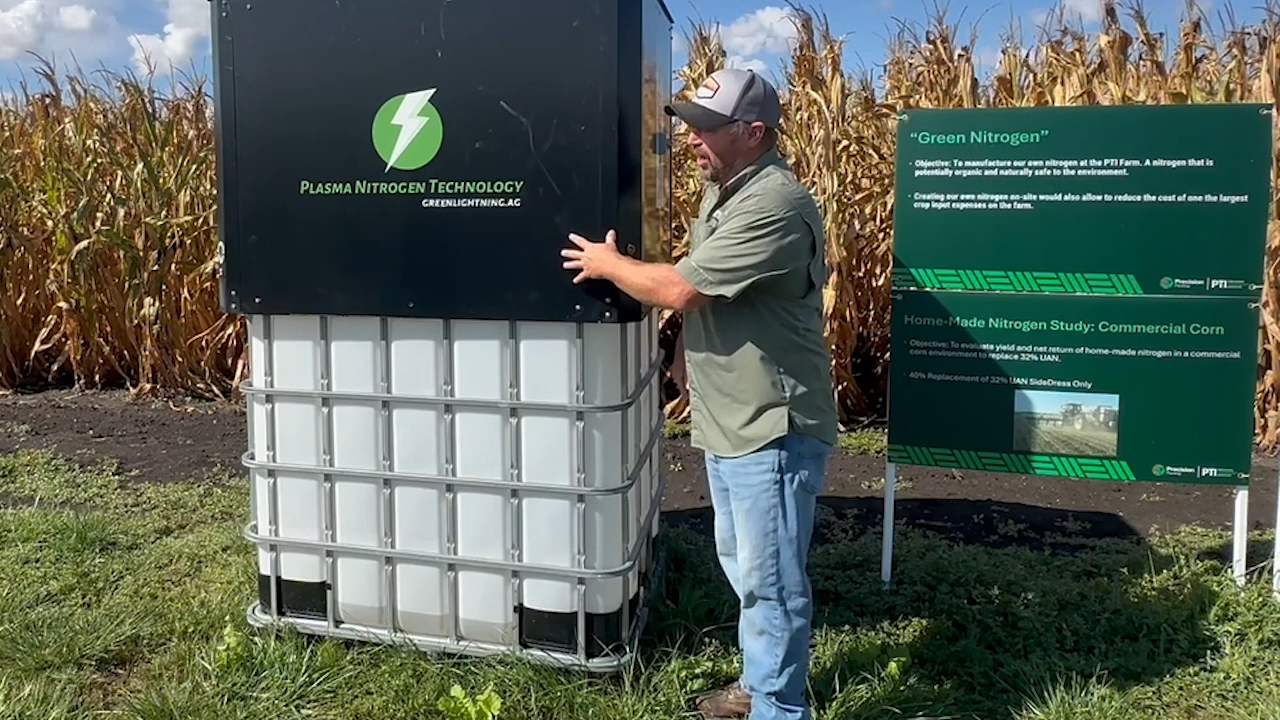 PLASMA NITROGEN TECHNOLOGY
GREENLIGHTNING.AG
“Green Nitrogen”
• Objective: To manufacture our own nitrogen at the PTI Farm. A nitrogen that is
potentially organic and naturally safe to the environment.
• Creating our own nitrogen on-site would also allow to reduce the cost of one the largest
crop input expenses on the farm.
Precision
Planting
PTI
Home-Made Nitrogen Study: Commercial Corn
• Objective: To evaluate yield and net return of home-made nitrogen in a commercial
corn environment to replace 32% UAN.
• 40% Replacement of 32% UAN SideDress Only
Precision
Planting
PTI